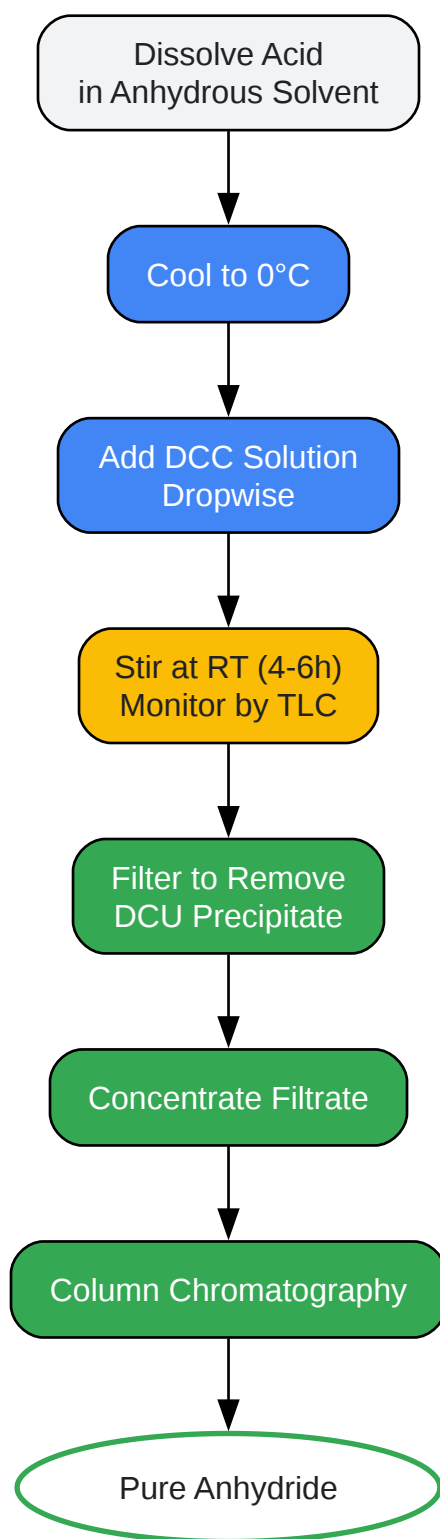 Dissolve Acid
in Anhydrous Solvent
Cool to 0°C
Add DCC Solution
Dropwise
Stir at RT (4-6h)
Monitor by TLC
Filter to Remove
DCU Precipitate
Concentrate Filtrate
Column Chromatography
Pure Anhydride